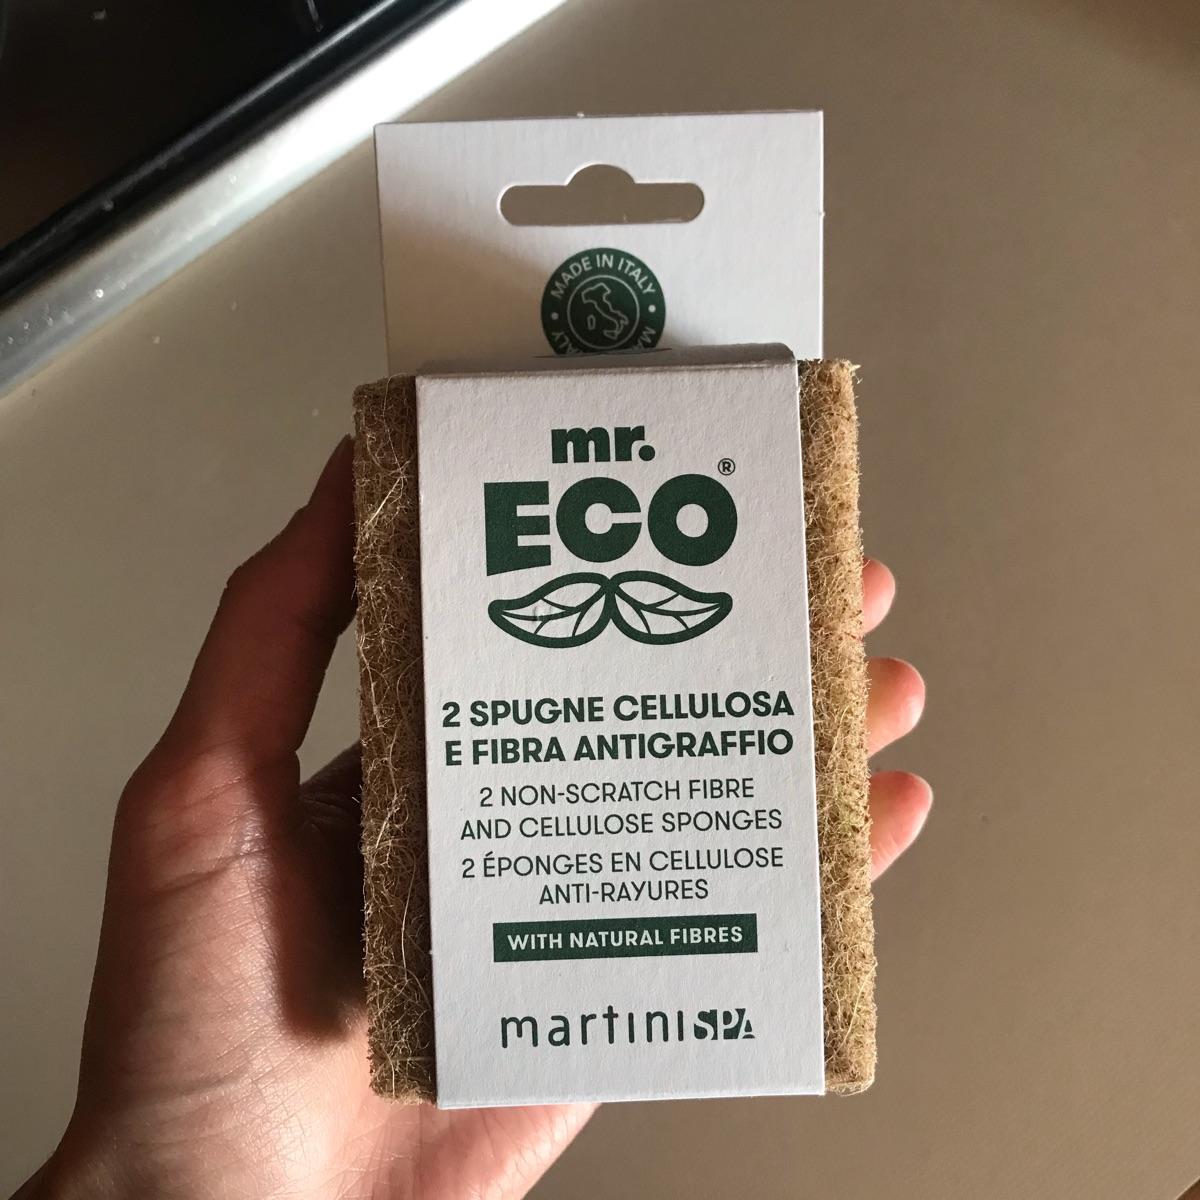 MADE IN ITALY
mr.
ECO®
2 SPUGNE CELLULOSA
E FIBRA ANTIGRAFFIO
2 NON-SCRATCH FIBRE
AND CELLULOSE SPONGES
2 ÉPONGES EN CELLULOSE
ANTI-RAYURES
WITH NATURAL FIBRES
martiniSPA